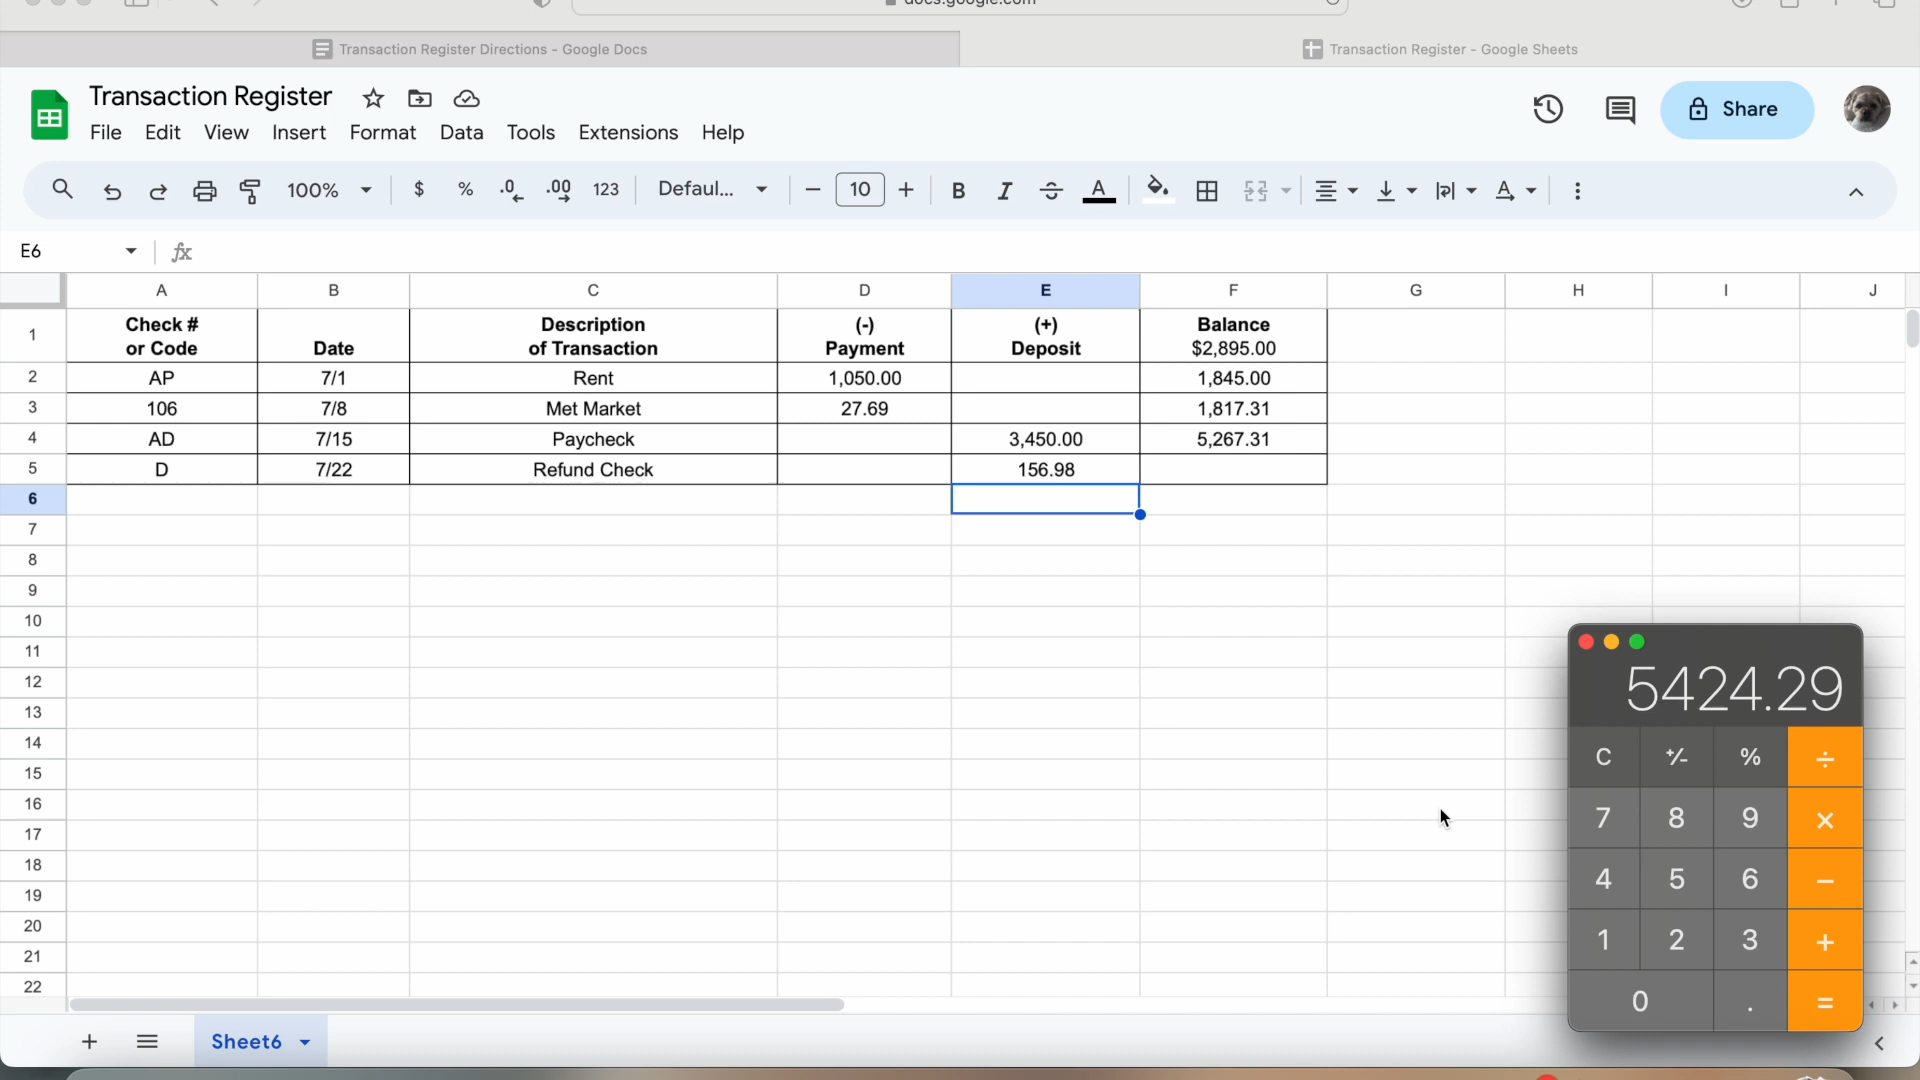 docs.google.com
Transaction Register Directions - Google Docs
Transaction Register - Google Sheets
Transaction Register
File Edit View Insert Format Data Tools Extensions Help
Share
100% $ % .0 .00 123 Defaul... − 10 + B I S A
E6 fx
A B C D E F G H I J
1 Check # or Code Date Description of Transaction (-) Payment (+) Deposit Balance $2,895.00
2 AP 7/1 Rent 1,050.00 1,845.00
3 106 7/8 Met Market 27.69 1,817.31
4 AD 7/15 Paycheck 3,450.00 5,267.31
5 D 7/22 Refund Check 156.98
6
7
8
9
10
11
12
13
14
15
16
17
18
19
20
21
22
5424.29
C +/- % ÷
7 8 9 ×
4 5 6 −
1 2 3 +
0 . =
+ Sheet6